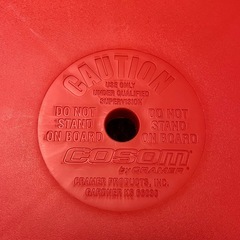 CAUTION
USE ONLY
UNDER QUALIFIED
SUPERVISION
DO NOT
STAND
ON BOARD
DO NOT
STAND
ON BOARD
COSOM
BY CRAMER
CRAMER PRODUCTS, INC.
GARDNER KS 66030